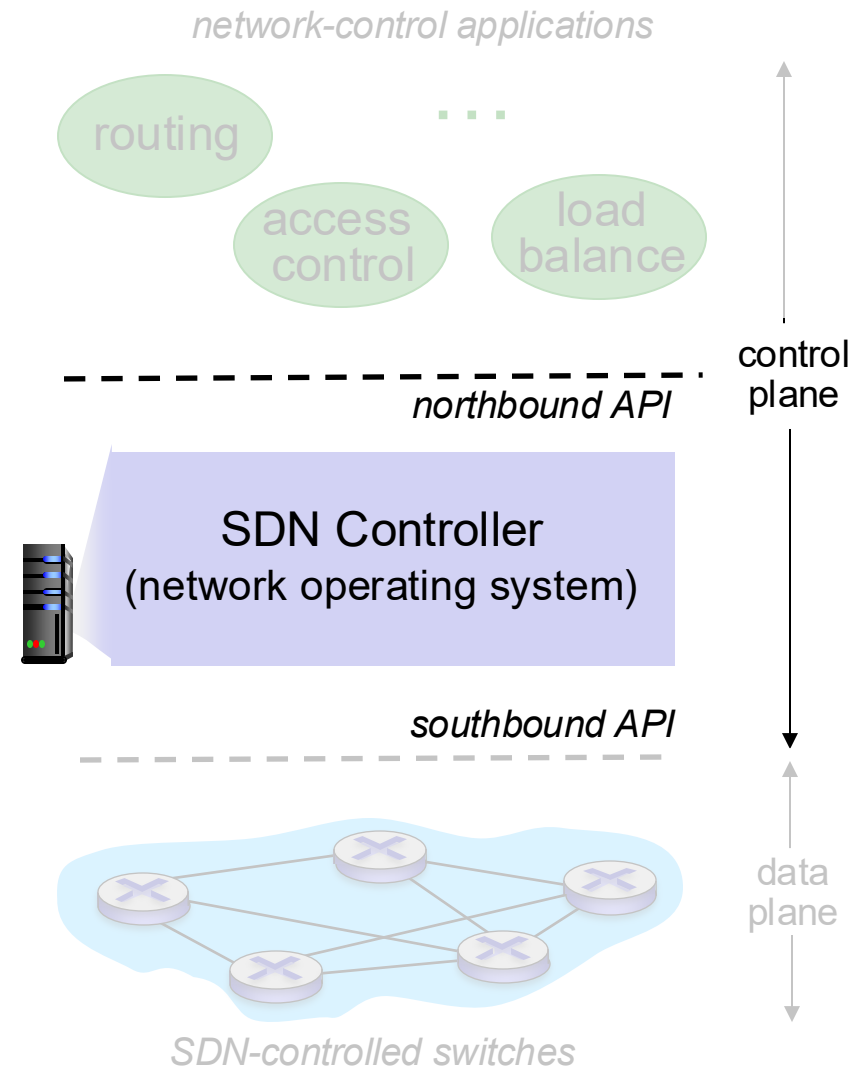 network-control applications
routing
. . .
access
control
load
balance
control
plane
northbound API
SDN Controller
(network operating system)
southbound API
data
plane
SDN-controlled switches